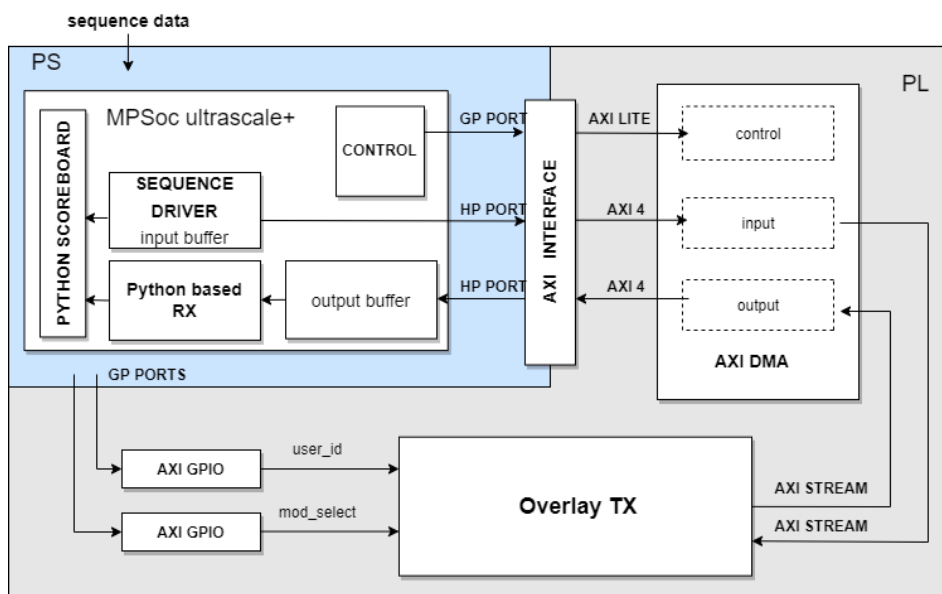 sequence data
PS
PL
MPSoc ultrascale+
PYTHON SCOREBOARD
CONTROL
SEQUENCE
DRIVER
input buffer
Python based
RX
output buffer
GP PORT
HP PORT
HP PORT
AXI INTERFACE
AXI LITE
AXI 4
AXI 4
control
input
output
AXI DMA
GP PORTS
AXI GPIO
user_id
AXI GPIO
mod_select
Overlay TX
AXI STREAM
AXI STREAM